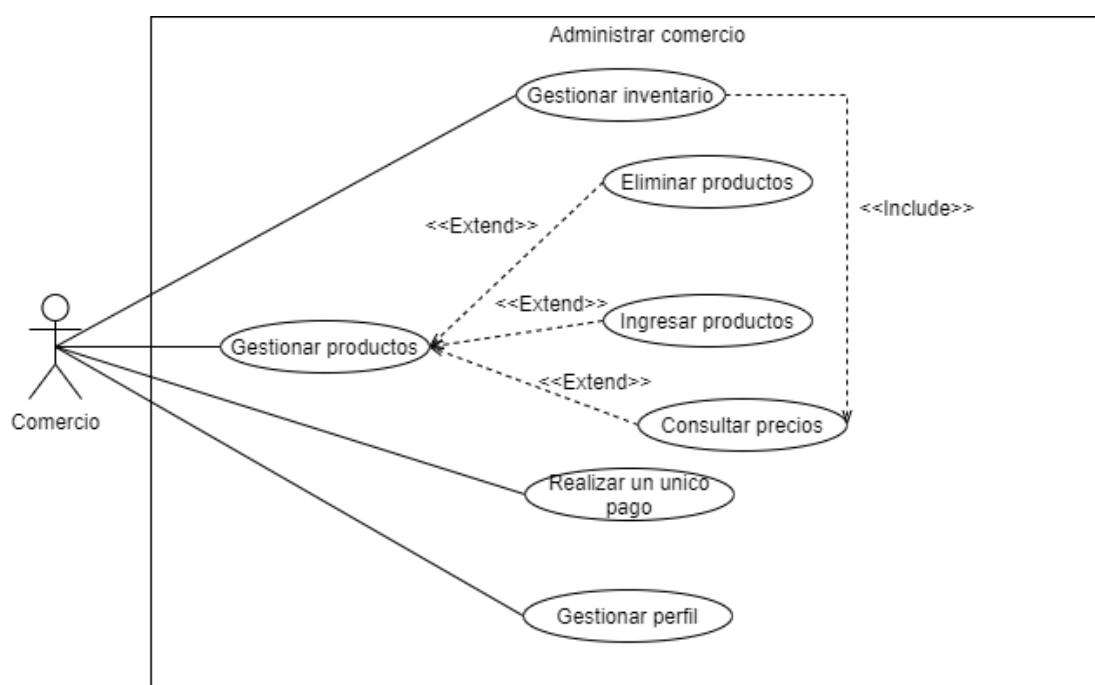 Administrar comercio
Gestionar inventario
Eliminar productos
<<Include>>
<<Extend>>
<<Extend>>
Ingresar productos
Gestionar productos
<<Extend>>
Comercio
Consultar precios
Realizar un unico
pago
Gestionar perfil